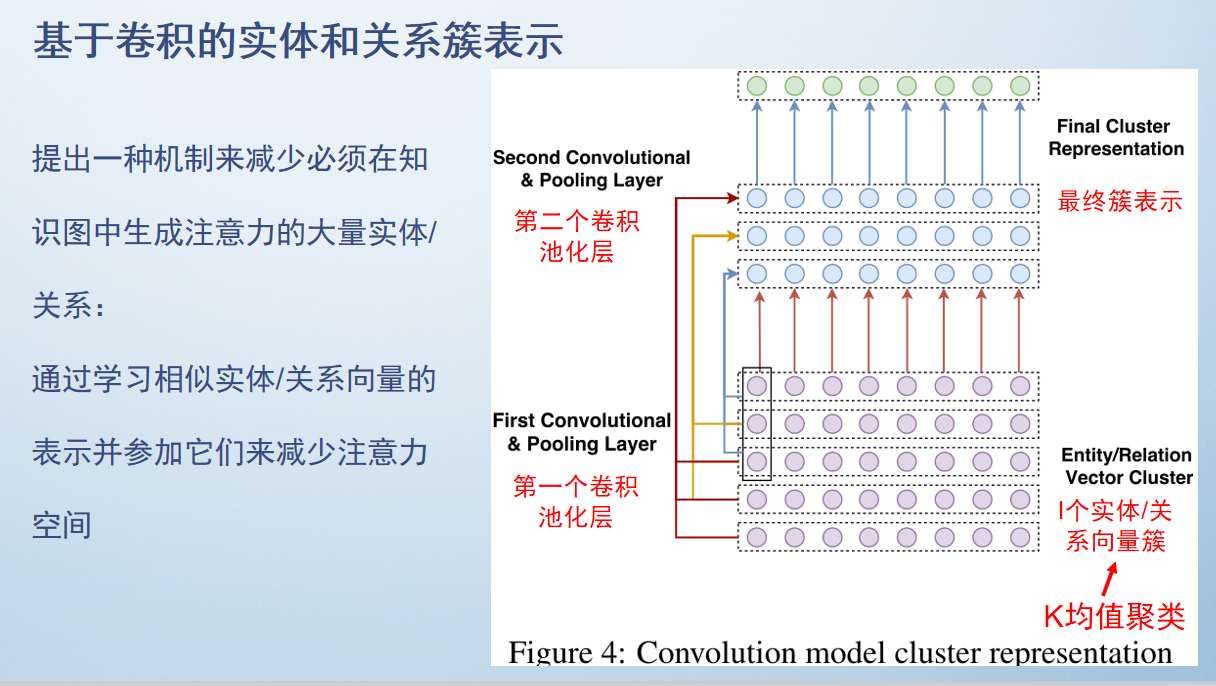 基于卷积的实体和关系簇表示
提出一种机制来减少必须在知
识图中生成注意力的大量实体/
关系：
通过学习相似实体/关系向量的
表示并参加它们来减少注意力
空间
Second Convolutional
& Pooling Layer
第二个卷积
池化层
Final Cluster
Representation
最终簇表示
First Convolutional
& Pooling Layer
第一个卷积
池化层
Entity/Relation
Vector Cluster
l个实体/关
系向量簇
K均值聚类
Figure 4: Convolution model cluster representation